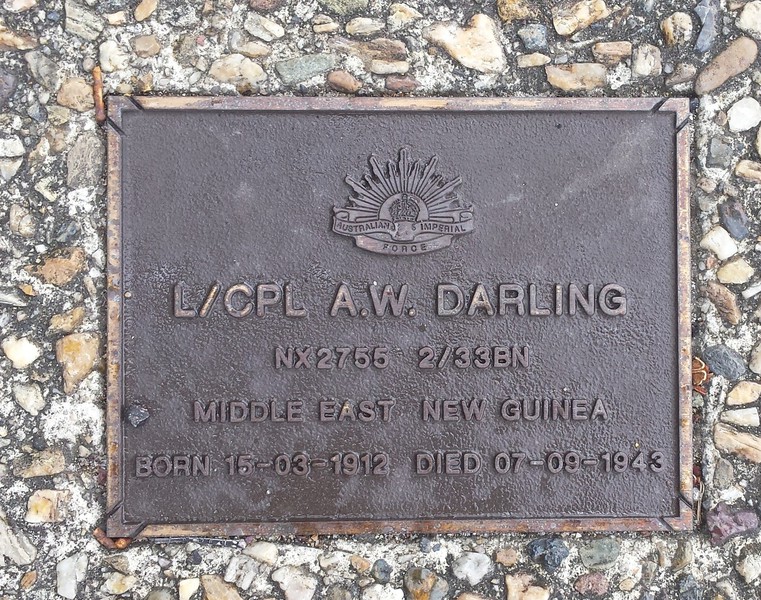 AUSTRALIAN IMPERIAL
FORCE
L/CPL A.W. DARLING
NX2755 2/33BN
MIDDLE EAST NEW GUINEA
BORN 15-03-1912 DIED 07-09-1943